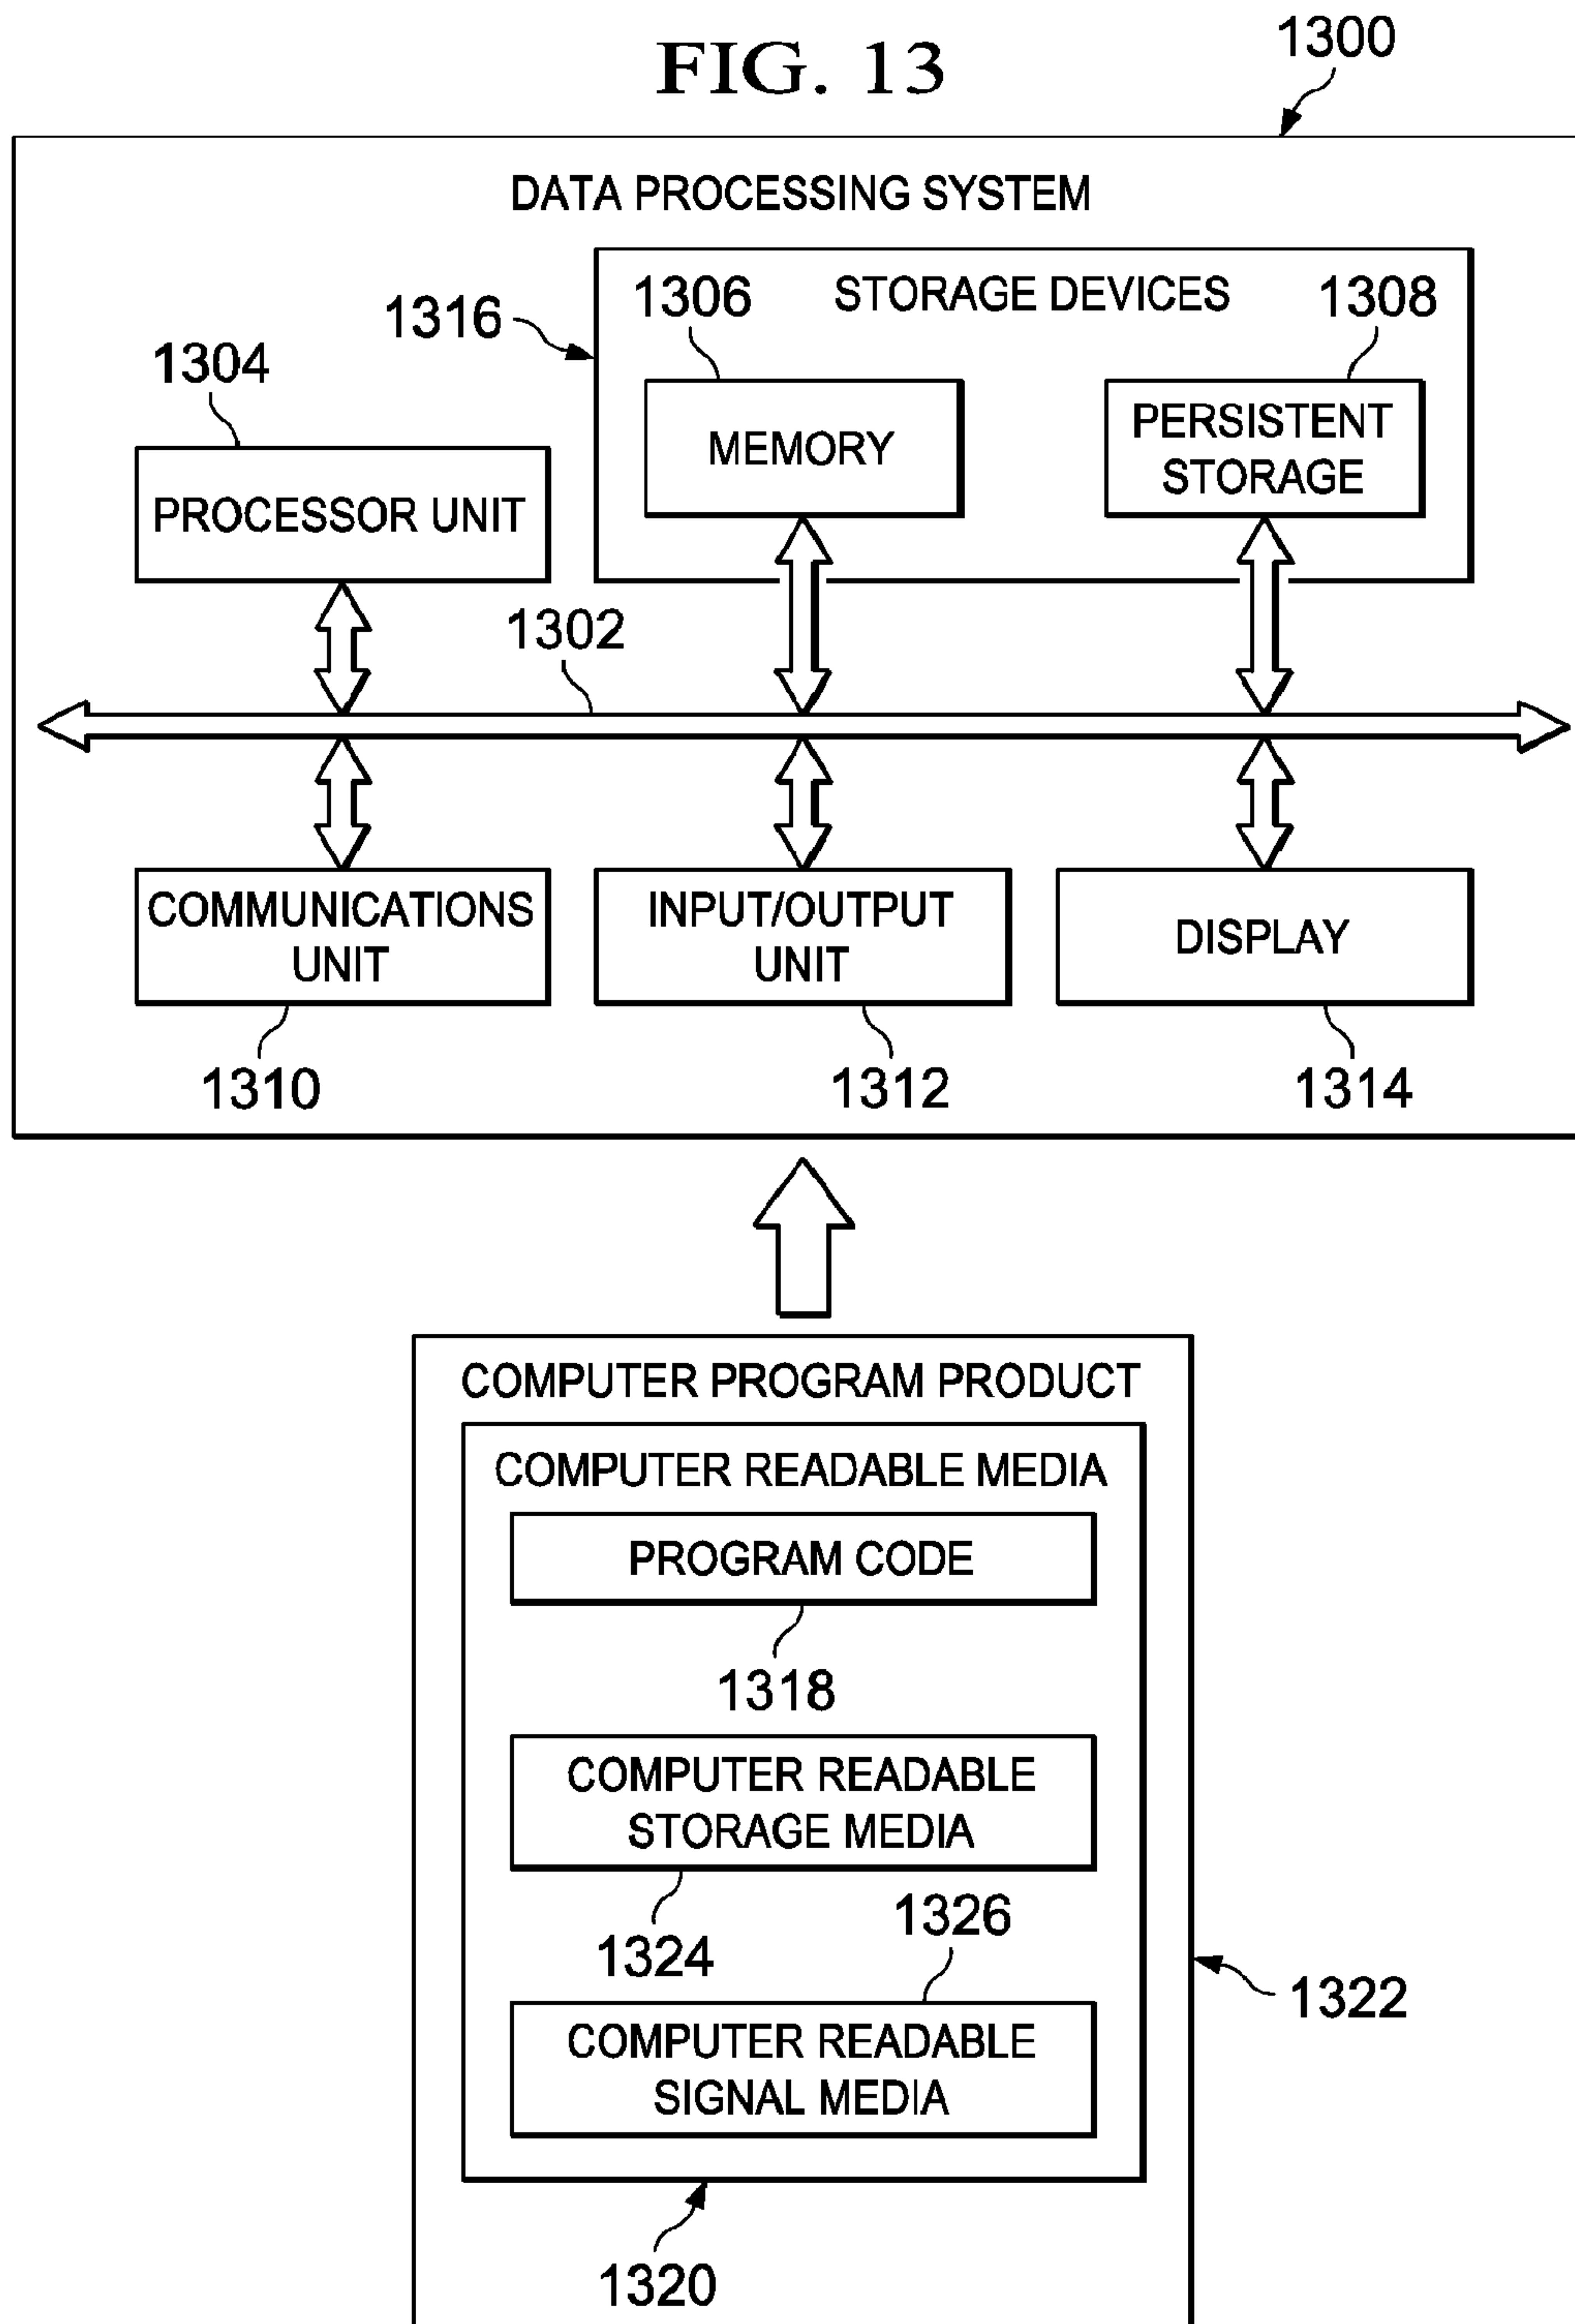 FIG. 13
1300
DATA PROCESSING SYSTEM
1316
1306
STORAGE DEVICES
1308
1304
MEMORY
PERSISTENT
STORAGE
PROCESSOR UNIT
1302
COMMUNICATIONS
UNIT
INPUT/OUTPUT
UNIT
DISPLAY
1310
1312
1314
COMPUTER PROGRAM PRODUCT
COMPUTER READABLE MEDIA
PROGRAM CODE
1318
COMPUTER READABLE
STORAGE MEDIA
1324
1326
COMPUTER READABLE
SIGNAL MEDIA
1322
1320